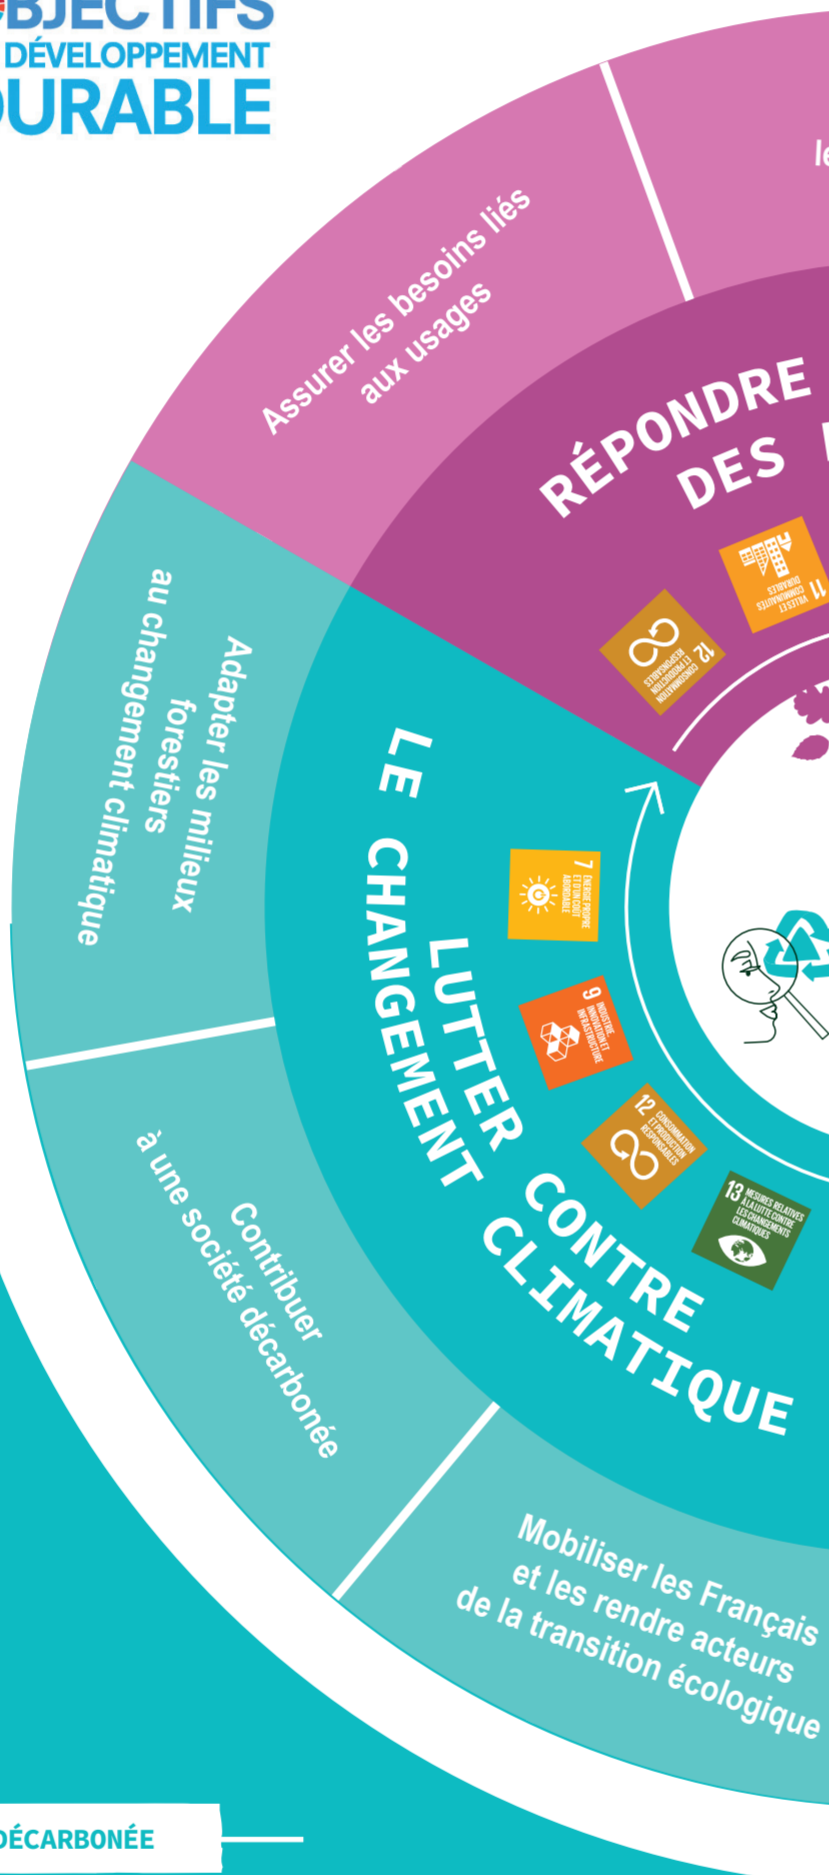 OBJECTIFS
DÉVELOPPEMENT
DURABLE
Assurer les besoins liés
aux usages
le
RÉPONDRE
DES
11
VILLES ET
COMMUNAUTÉS
DURABLES
12
CONSOMMATION
ET PRODUCTION
RESPONSABLES
Adapter les milieux
forestiers
au changement climatique
LUTTER CONTRE
LE CHANGEMENT CLIMATIQUE
7
ÉNERGIE PROPRE
ET D'UN COÛT
ABORDABLE
9
INDUSTRIE,
INNOVATION ET
INFRASTRUCTURE
12
CONSOMMATION
ET PRODUCTION
RESPONSABLES
13
MESURES RELATIVES
À LA LUTTE CONTRE
LES CHANGEMENTS
CLIMATIQUES
Contribuer
à une société décarbonée
Mobiliser les Français
et les rendre acteurs
de la transition écologique
DÉCARBONÉE